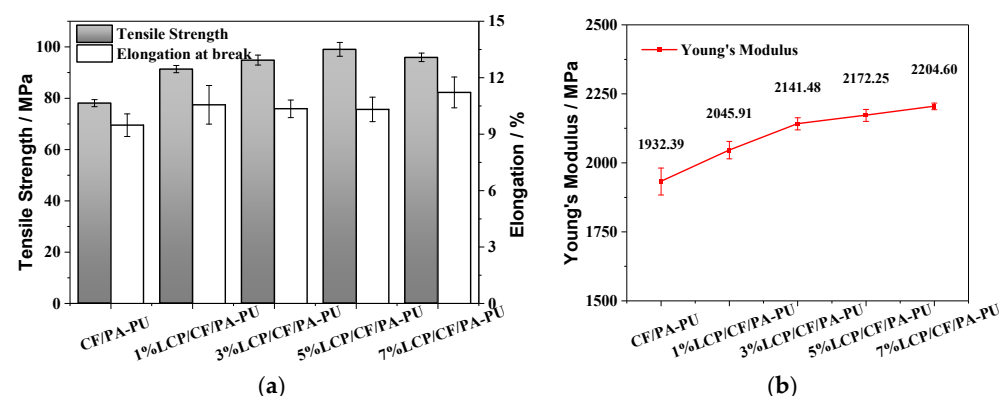 Tensile Strength
Elongation at break
Tensile Strength / MPa
0
20
40
60
80
100
Elongation / %
0
3
6
9
12
15
CF/PA-PU
1%LCP/CF/PA-PU
3%LCP/CF/PA-PU
5%LCP/CF/PA-PU
7%LCP/CF/PA-PU
(a)
Young's Modulus
Young's Modulus / MPa
2500
2250
2000
1750
1500
1932.39
2045.91
2141.48
2172.25
2204.60
CF/PA-PU
1%LCP/CF/PA-PU
3%LCP/CF/PA-PU
5%LCP/CF/PA-PU
7%LCP/CF/PA-PU
(b)